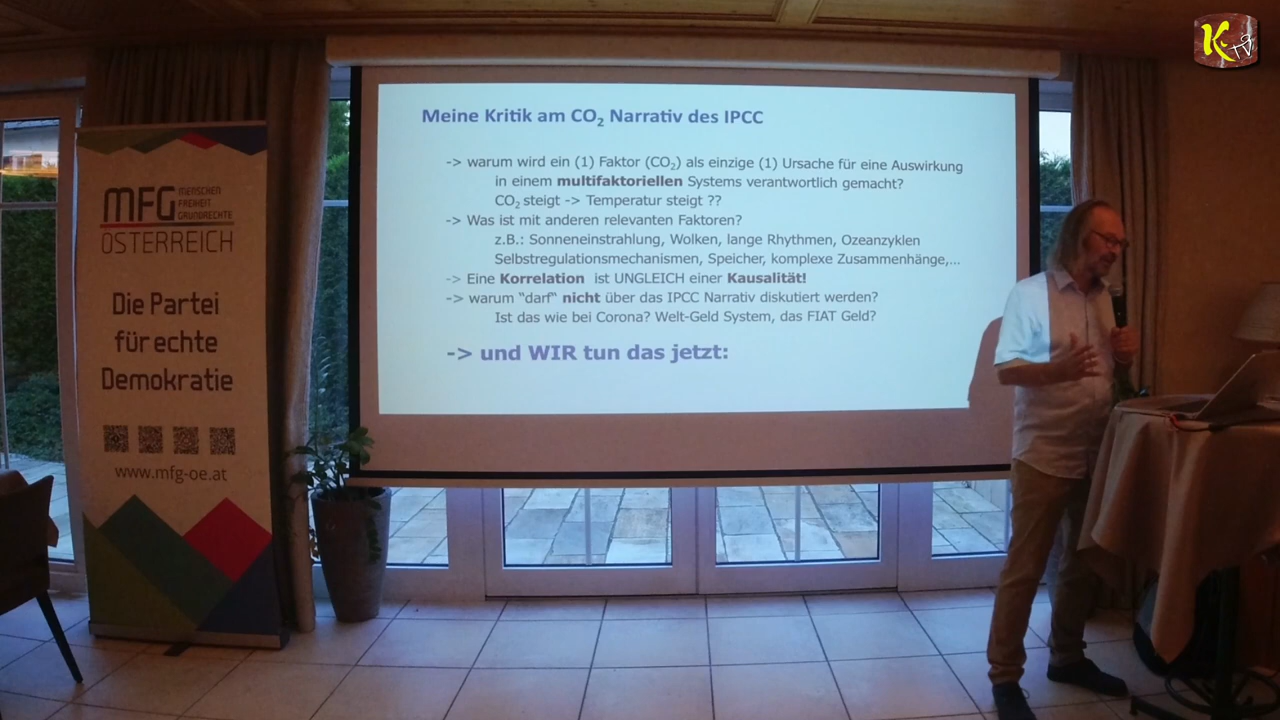 K TV
Meine Kritik am CO₂ Narrativ des IPCC
-> warum wird ein (1) Faktor (CO₂) als einzige (1) Ursache für eine Auswirkung
in einem multifaktoriellen Systems verantwortlich gemacht?
CO₂ steigt -> Temperatur steigt ??
-> Was ist mit anderen relevanten Faktoren?
z.B.: Sonneneinstrahlung, Wolken, lange Rhythmen, Ozeanzyklen
Selbstregulationsmechanismen, Speicher, komplexe Zusammenhänge,...
-> Eine Korrelation ist UNGLEICH einer Kausalität!
-> warum "darf" nicht über das IPCC Narrativ diskutiert werden?
Ist das wie bei Corona? Welt-Geld System, das FIAT Geld?
-> und WIR tun das jetzt:
MFG MENSCHEN
FREIHEIT
GRUNDRECHTE
ÖSTERREICH
Die Partei
für echte
Demokratie
www.mfg-oe.at